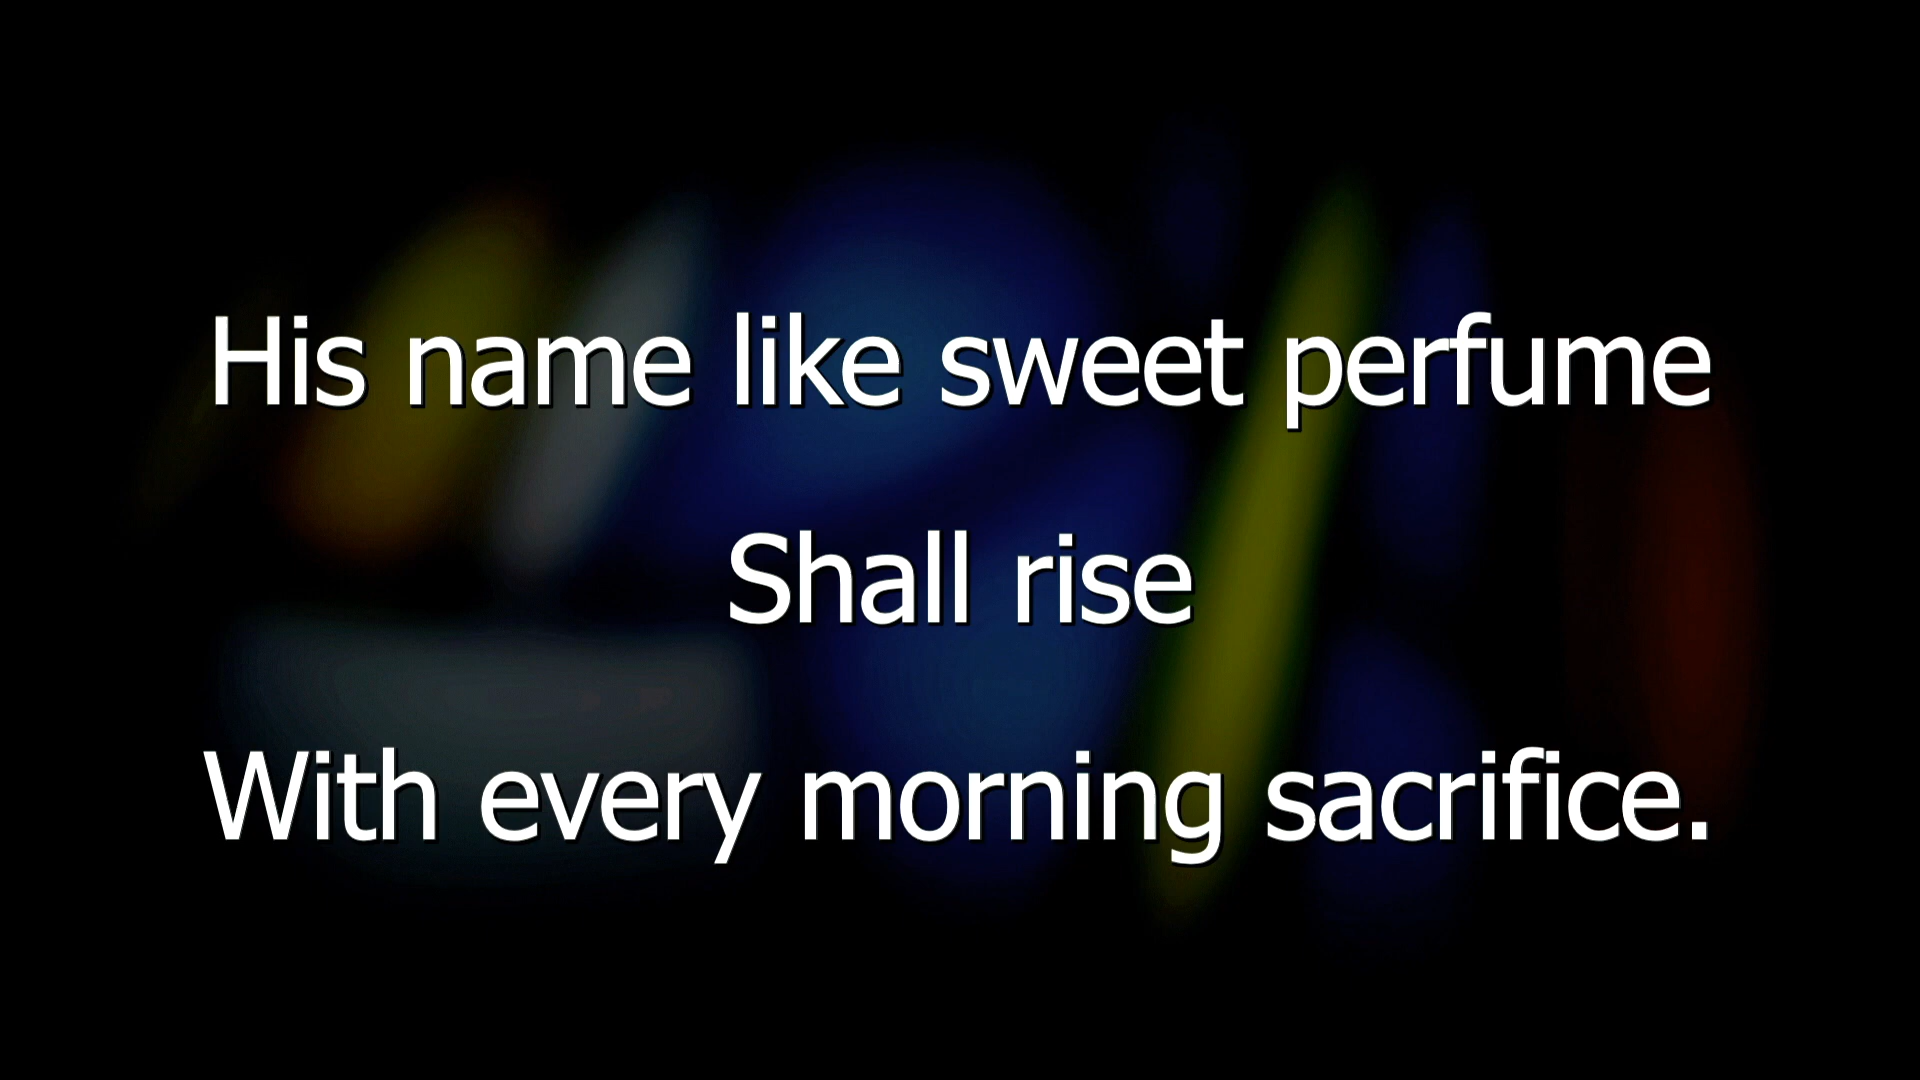 His name like sweet perfume
Shall rise
With every morning sacrifice.